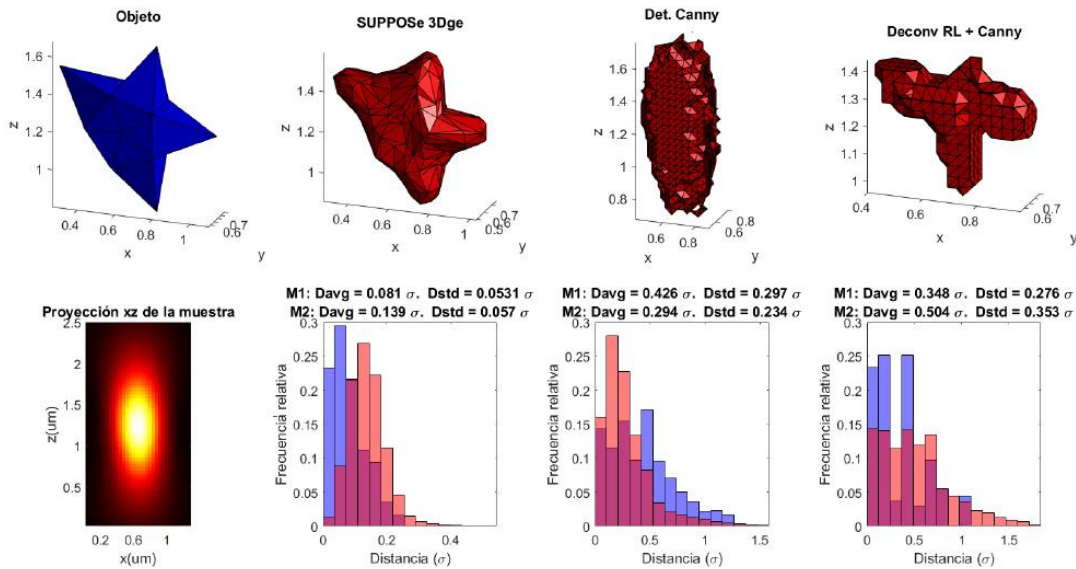 Objeto
1.6
1.4
z
1.2
1
0.4
0.6
0.8
1
x
0.7
0.6
y
SUPPOSe 3Dge
1.4
z
1.2
1
0.4
0.6
0.8
1
x
0.7
0.6
y
Det. Canny
1.6
1.4
z
1.2
1
0.8
0.6
0.8
x
0.8
0.6
y
Deconv RL + Canny
1.4
1.3
z
1.2
1.1
1
0.4
0.6
0.8
x
0.7
0.6
y
Proyección xz de la muestra
2.5
2
1.5
1
0.5
z(um)
0.2
0.6
1
x(um)
M1: Davg = 0.081 σ. Dstd = 0.0531 σ
M2: Davg = 0.139 σ. Dstd = 0.057 σ
0.3
0.25
0.2
0.15
0.1
0.05
0
Frecuencia relativa
0
0.2
0.4
Distancia (σ)
M1: Davg = 0.426 σ. Dstd = 0.297 σ
M2: Davg = 0.294 σ. Dstd = 0.234 σ
0.3
0.25
0.2
0.15
0.1
0.05
0
Frecuencia relativa
0
0.5
1
1.5
Distancia (σ)
M1: Davg = 0.348 σ. Dstd = 0.276 σ
M2: Davg = 0.504 σ. Dstd = 0.353 σ
0.3
0.25
0.2
0.15
0.1
0.05
0
Frecuencia relativa
0
0.5
1
1.5
Distancia (σ)